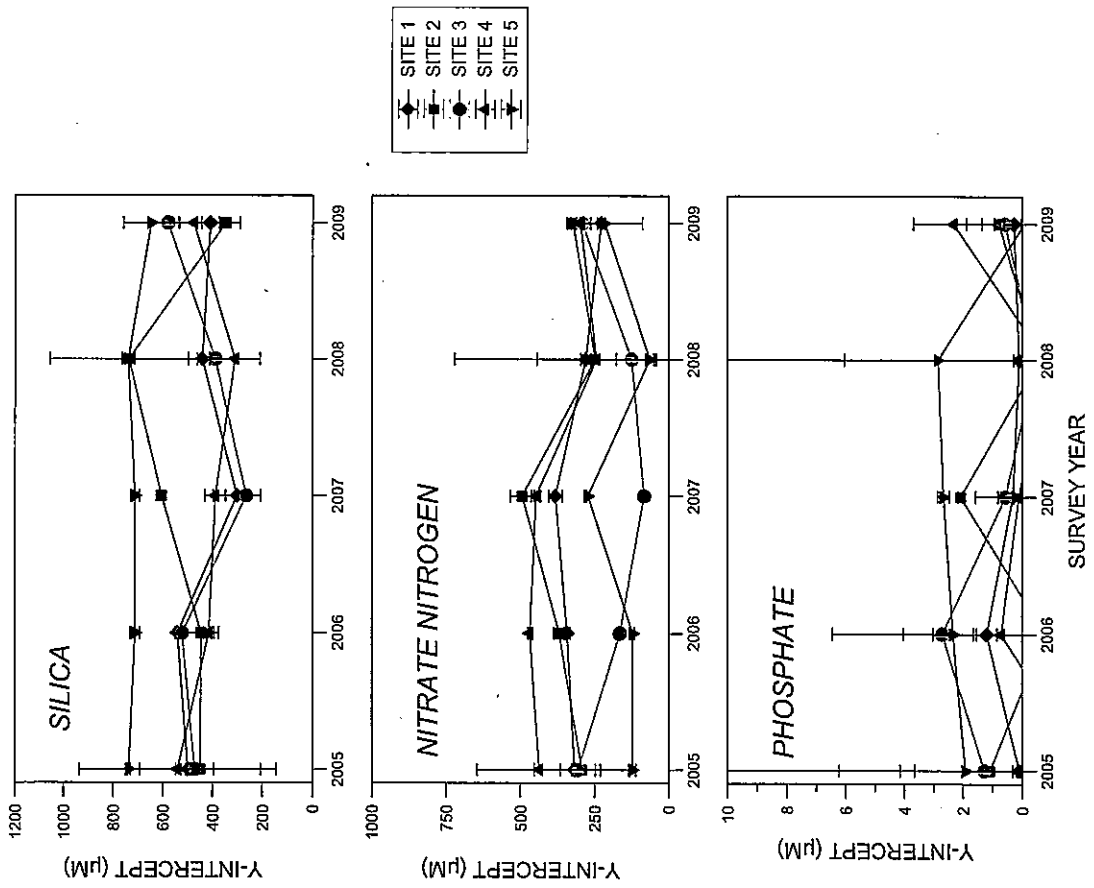 SILICA
Y-INTERCEPT (µM)
1200
1000
800
600
400
200
0
2005 2006 2007 2008 2009
NITRATE NITROGEN
Y-INTERCEPT (µM)
1000
750
500
250
0
2005 2006 2007 2008 2009
PHOSPHATE
Y-INTERCEPT (µM)
10
8
6
4
2
0
2005 2006 2007 2008 2009
SURVEY YEAR
SITE 1
SITE 2
SITE 3
SITE 4
SITE 5